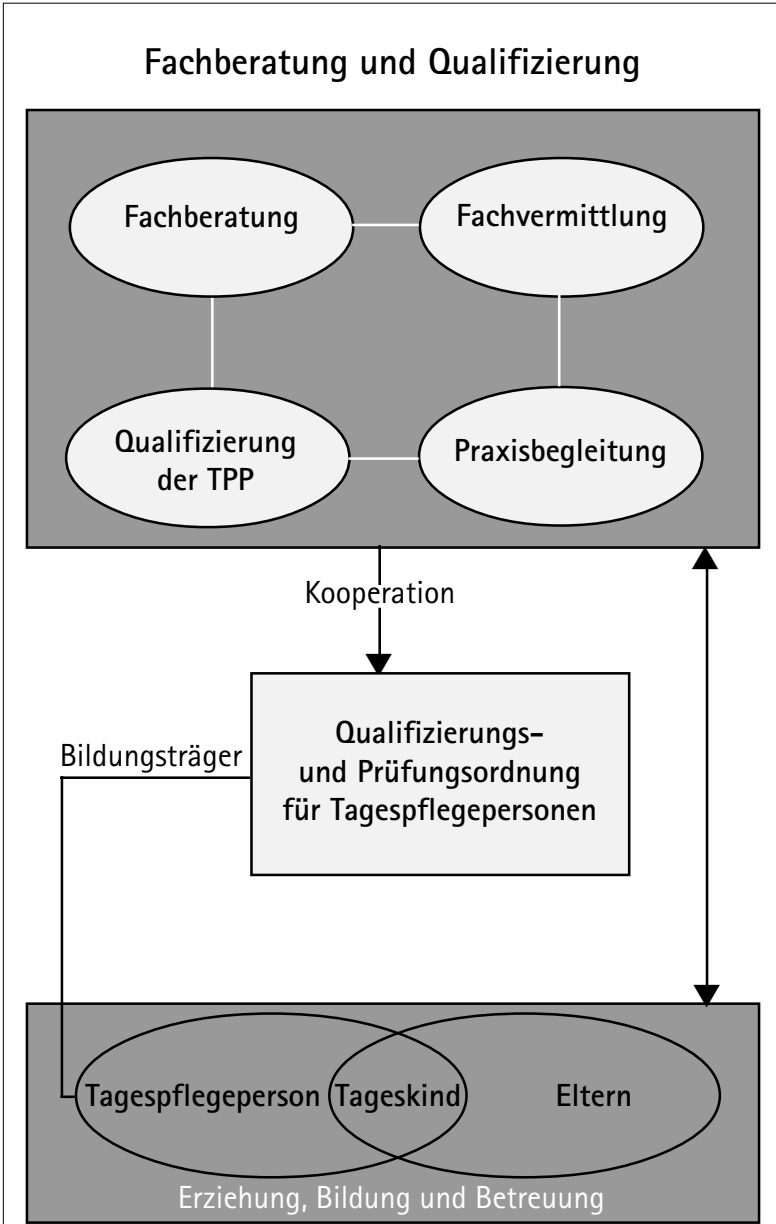 Fachberatung und Qualifizierung
Fachberatung
Fachvermittlung
Qualifizierung
der TPP
Praxisbegleitung
Kooperation
Bildungsträger
Qualifizierungs-
und Prüfungsordnung
für Tagespflegepersonen
Tagespflegeperson
Tageskind
Eltern
Erziehung, Bildung und Betreuung